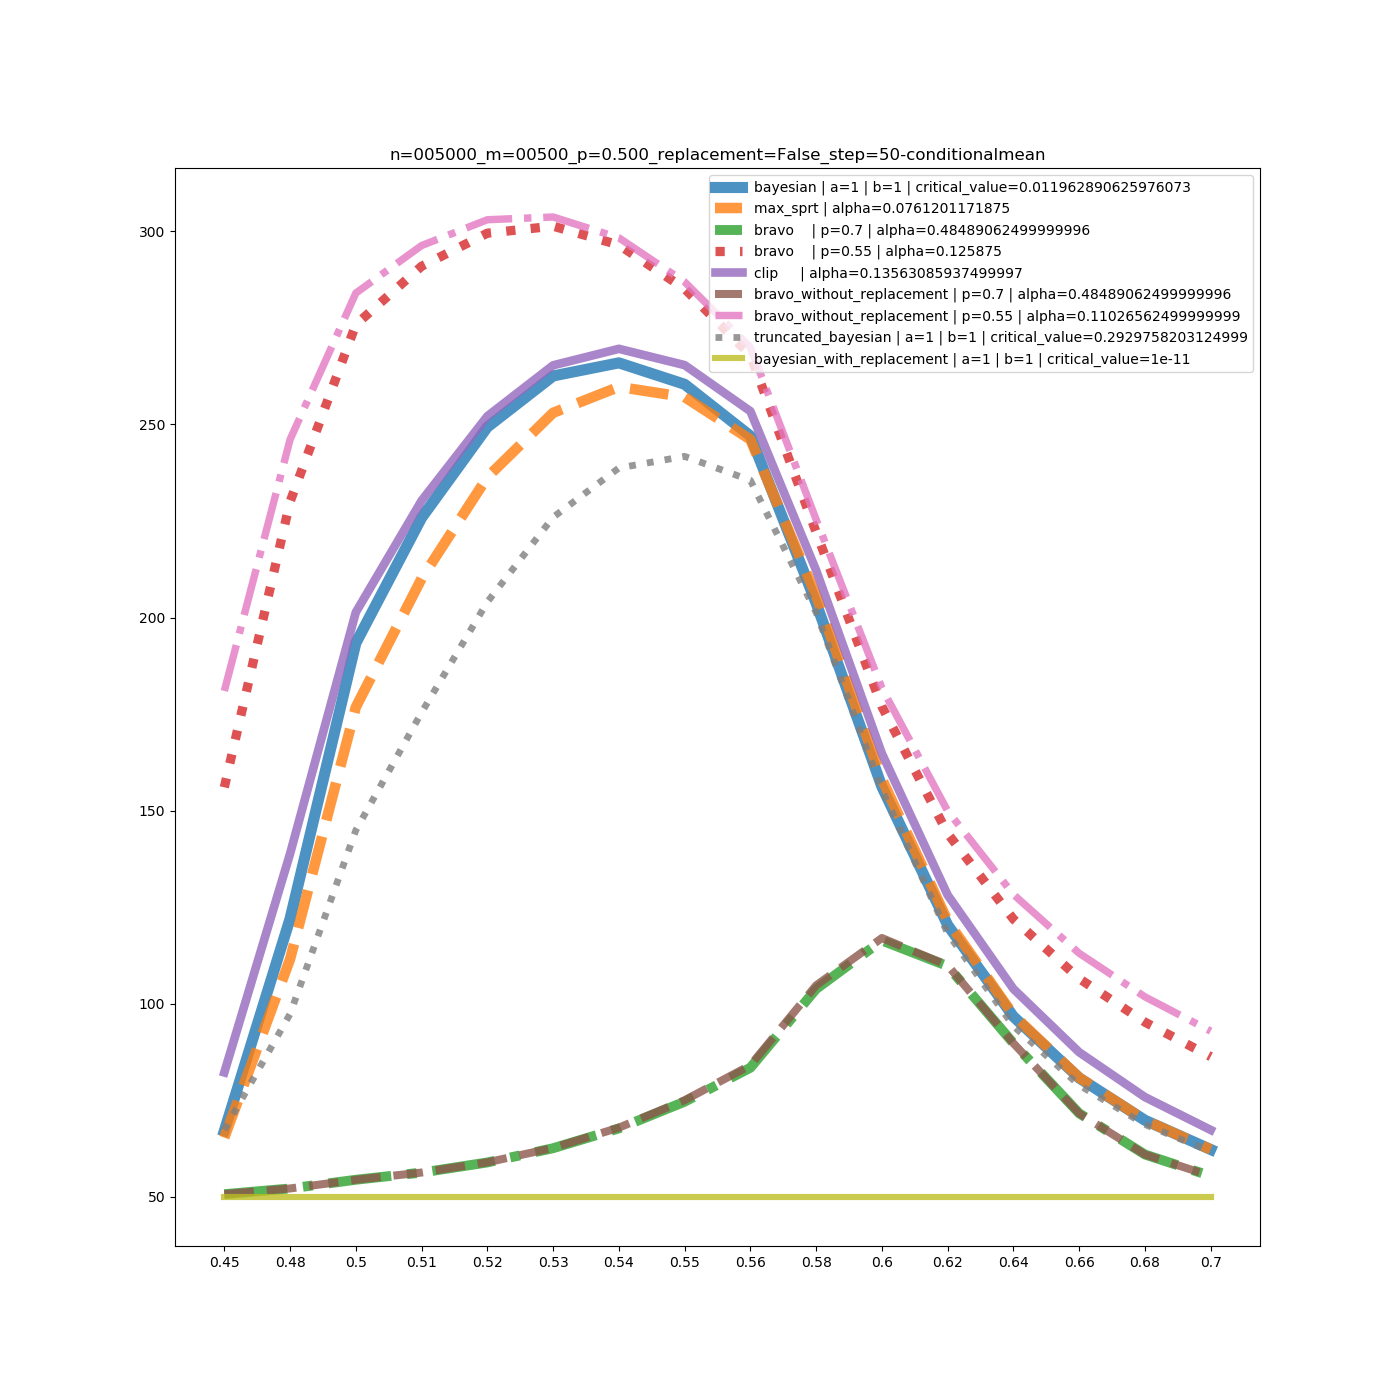 n=005000_m=00500_p=0.500_replacement=False_step=50-conditionalmean
bayesian | a=1 | b=1 | critical_value=0.011962890625976073
max_sprt | alpha=0.0761201171875
bravo | p=0.7 | alpha=0.48489062499999996
bravo | p=0.55 | alpha=0.125875
clip | alpha=0.13563085937499997
bravo_without_replacement | p=0.7 | alpha=0.48489062499999996
bravo_without_replacement | p=0.55 | alpha=0.11026562499999999
truncated_bayesian | a=1 | b=1 | critical_value=0.2929758203124999
bayesian_with_replacement | a=1 | b=1 | critical_value=1e-11
300
250
200
150
100
50
0.45 0.48 0.5 0.51 0.52 0.53 0.54 0.55 0.56 0.58 0.6 0.62 0.64 0.66 0.68 0.7